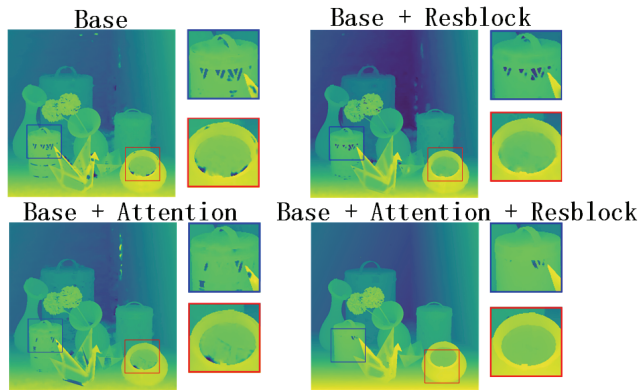 Base
Base + Resblock
Base + Attention
Base + Attention + Resblock